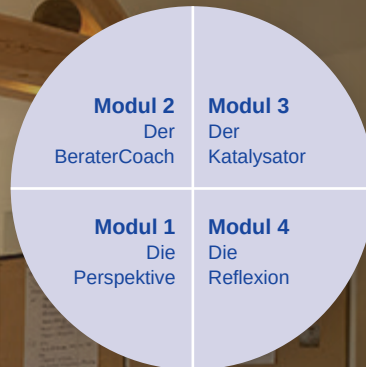 Modul 2
Der
BeraterCoach
Modul 3
Der
Katalysator
Modul 1
Die
Perspektive
Modul 4
Die
Reflexion